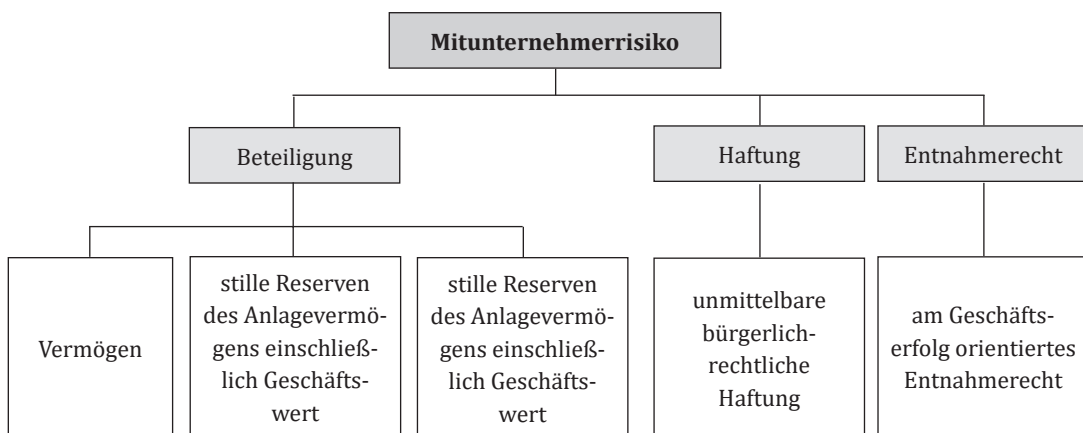 Mitunternehmerrisiko
Beteiligung
Haftung
Entnahmerecht
Vermögen
stille Reserven
des Anlagevermö-
gens einschließ-
lich Geschäfts-
wert
stille Reserven
des Anlagevermö-
gens einschließ-
lich Geschäfts-
wert
unmittelbare
bürgerlich-
rechtliche
Haftung
am Geschäfts-
erfolg orientiertes
Entnahmerecht